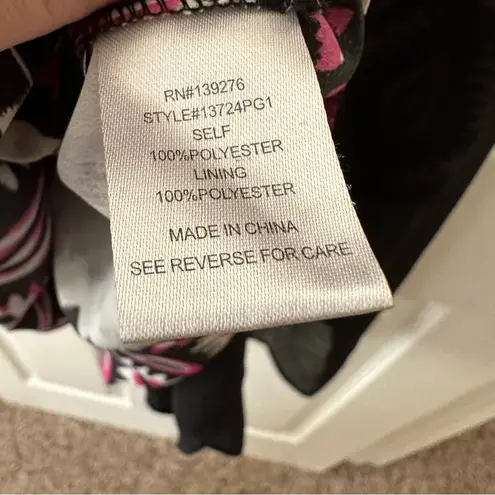 RN#139276
STYLE#13724PG1
SELF
100%POLYESTER
LINING
100%POLYESTER
MADE IN CHINA
SEE REVERSE FOR CARE